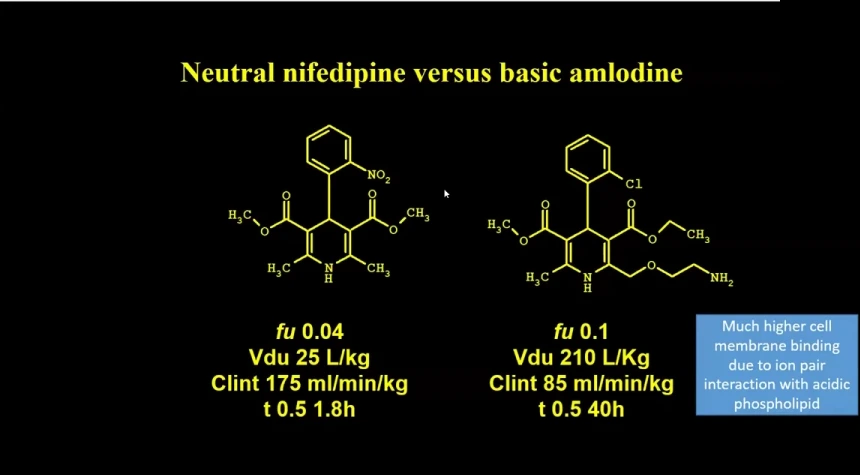 Neutral nifedipine versus basic amlodine
NO2
O
O
H3C
O
O
CH3
H3C
N
H
CH3
Cl
O
O
H3C
O
O
CH3
H3C
N
H
O
NH2
fu 0.04
Vdu 25 L/kg
Clint 175 ml/min/kg
t 0.5 1.8h
fu 0.1
Vdu 210 L/Kg
Clint 85 ml/min/kg
t 0.5 40h
Much higher cell
membrane binding
due to ion pair
interaction with acidic
phospholipid